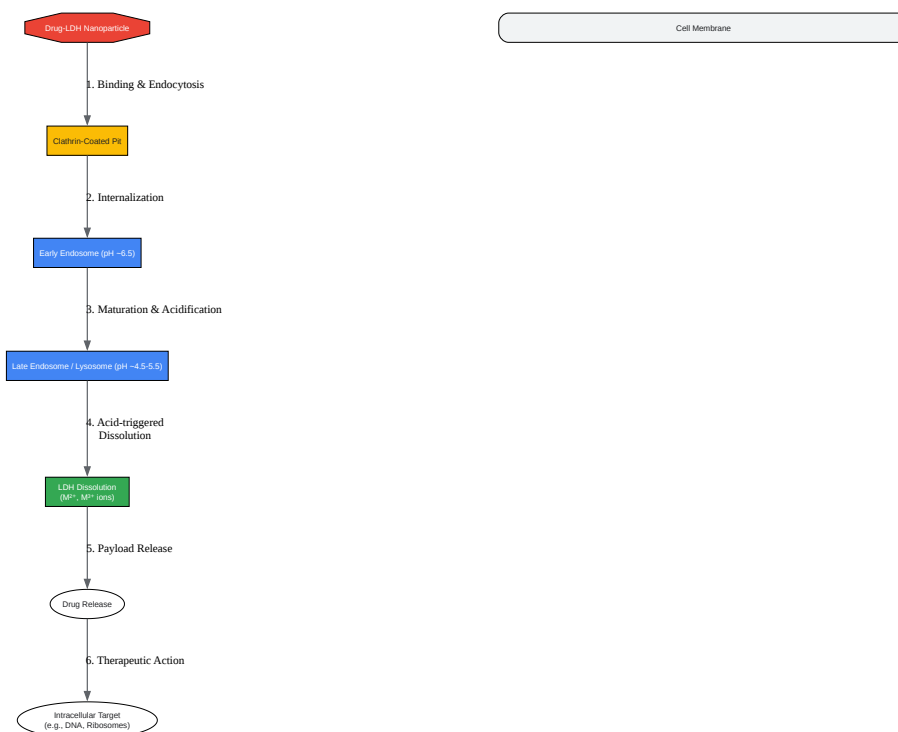 Drug-LDH Nanoparticle
Cell Membrane
1. Binding & Endocytosis
Clathrin-Coated Pit
2. Internalization
Early Endosome (pH ~6.5)
3. Maturation & Acidification
Late Endosome / Lysosome (pH ~4.5-5.5)
4. Acid-triggered
Dissolution
LDH Dissolution
(M²⁺, M³⁺ ions)
5. Payload Release
Drug Release
6. Therapeutic Action
Intracellular Target
(e.g., DNA, Ribosomes)